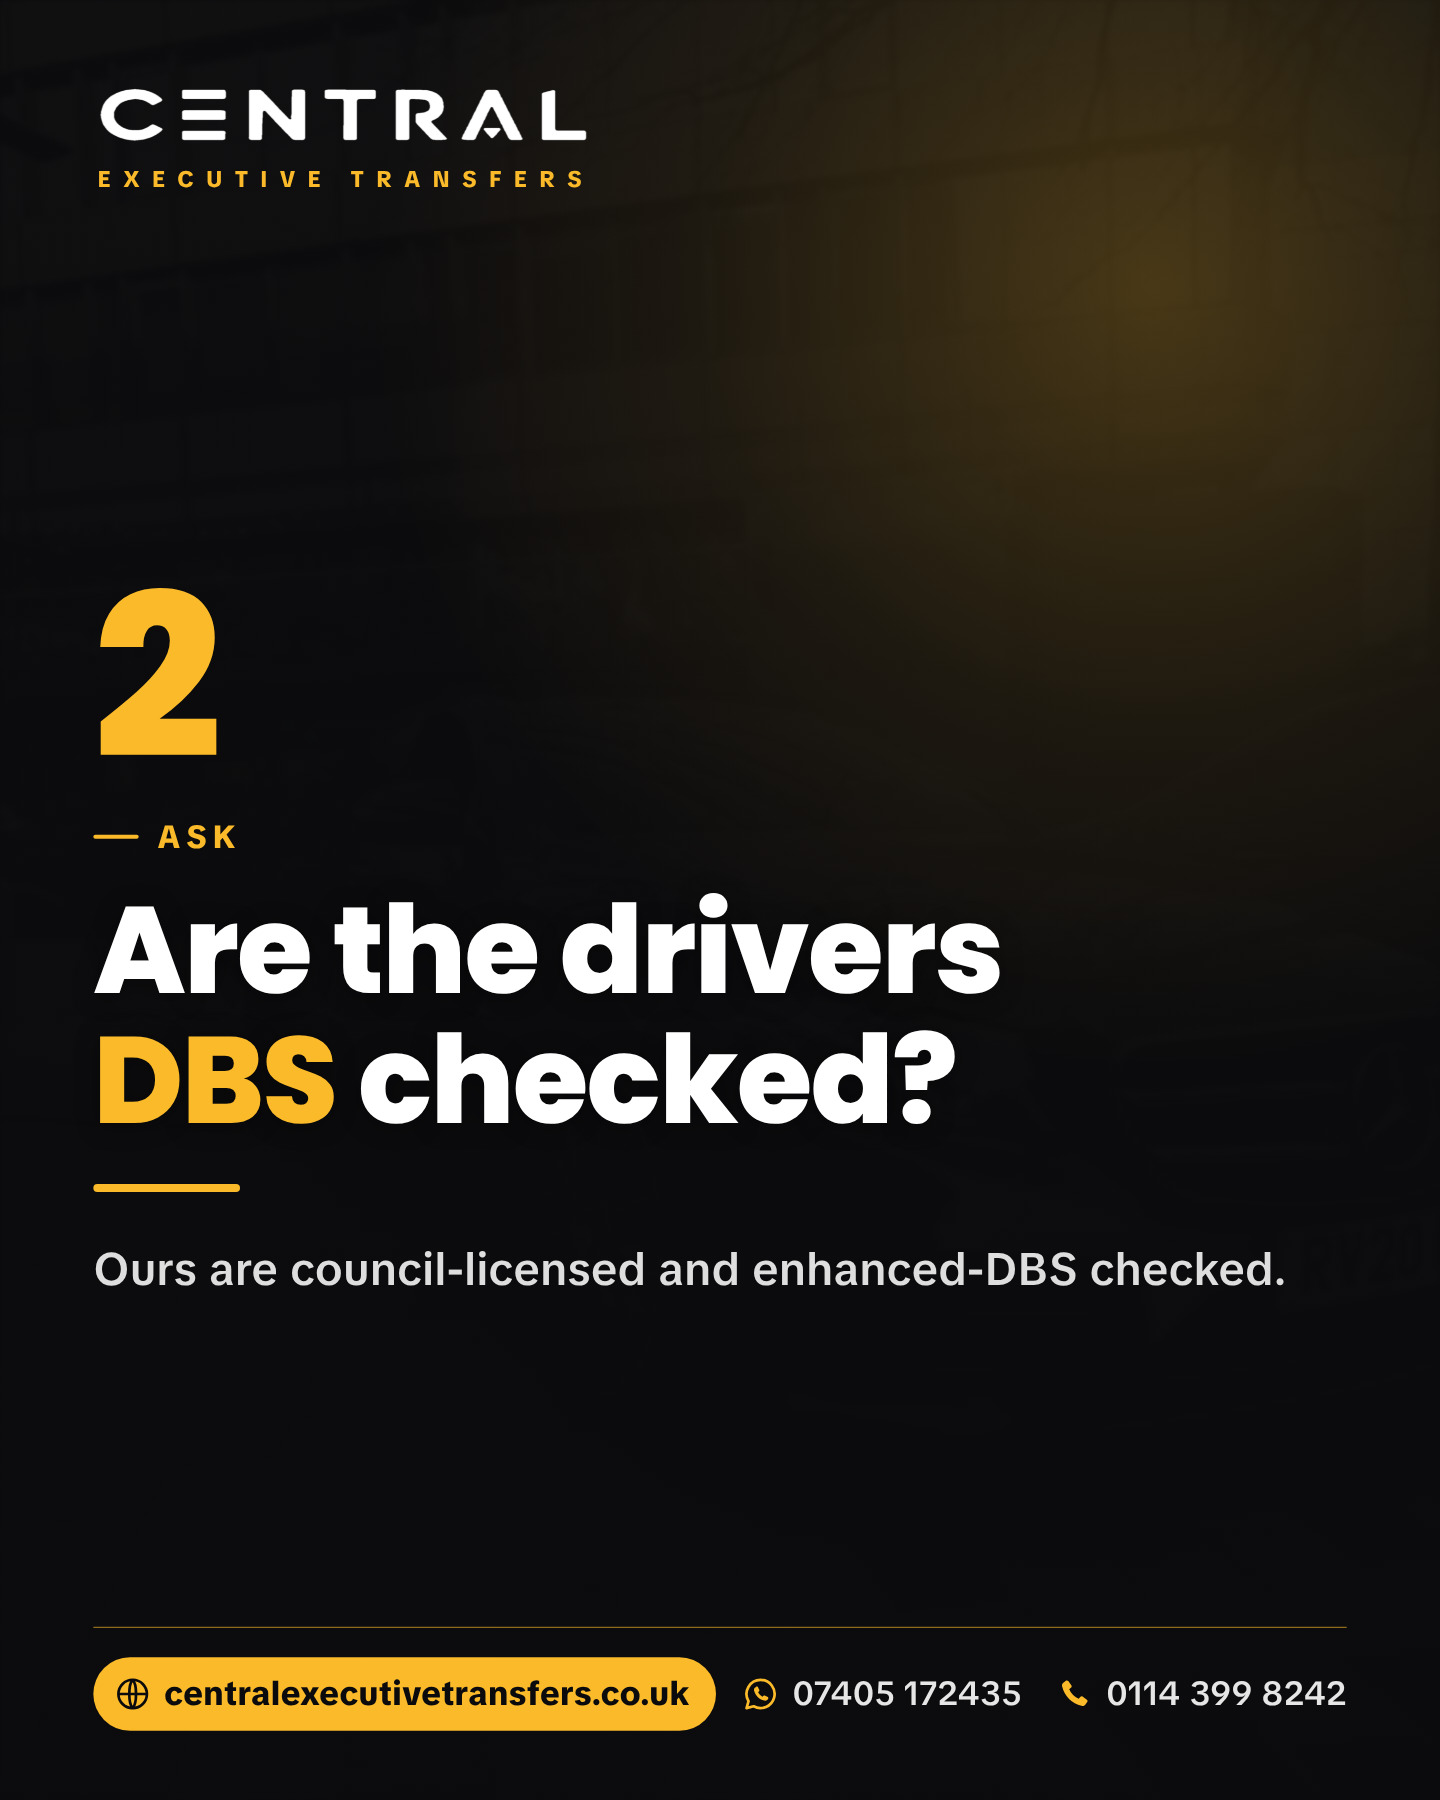 CENTRAL
EXECUTIVE TRANSFERS
2
ASK
Are the drivers
DBS checked?
Ours are council-licensed and enhanced-DBS checked.
centralexecutivetransfers.co.uk 07405 172435 0114 399 8242